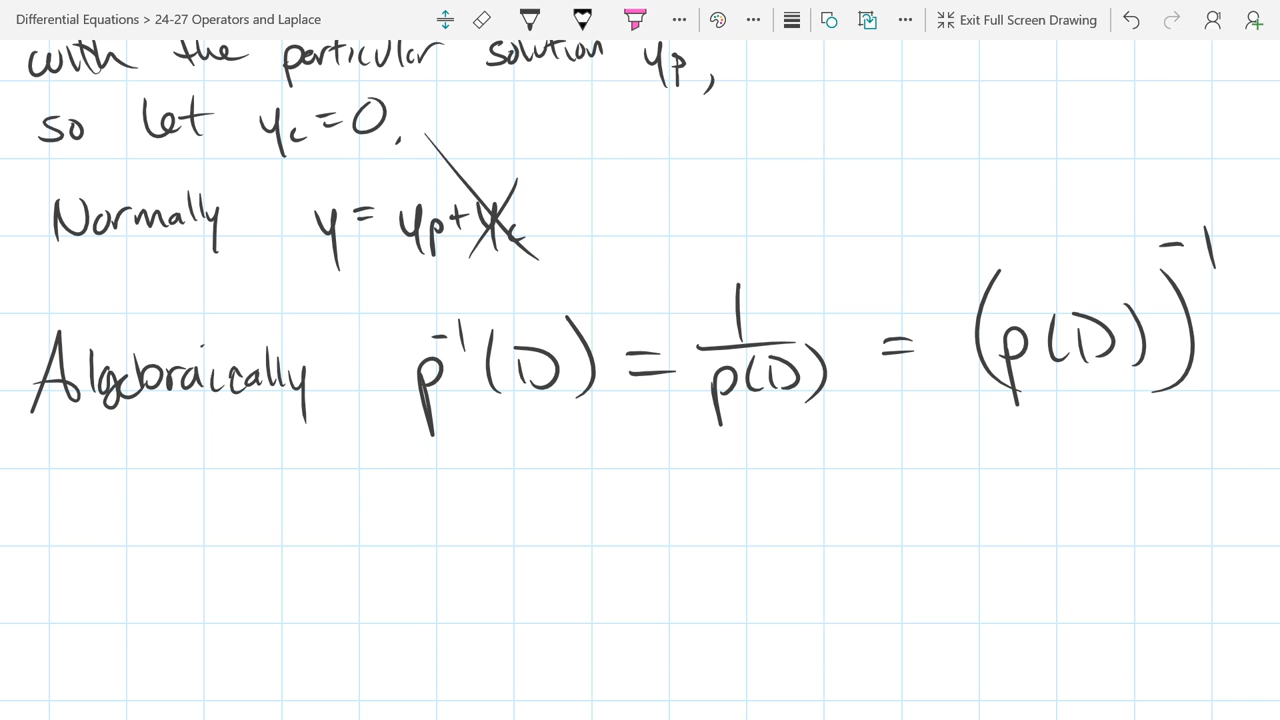 Differential Equations > 24-27 Operators and Laplace
Exit Full Screen Drawing
with the particular solution yp,
so let yc = 0.
Normally y = yp + yc
Algebraically p⁻¹(D) = 1/p(D) = (p(D))⁻¹